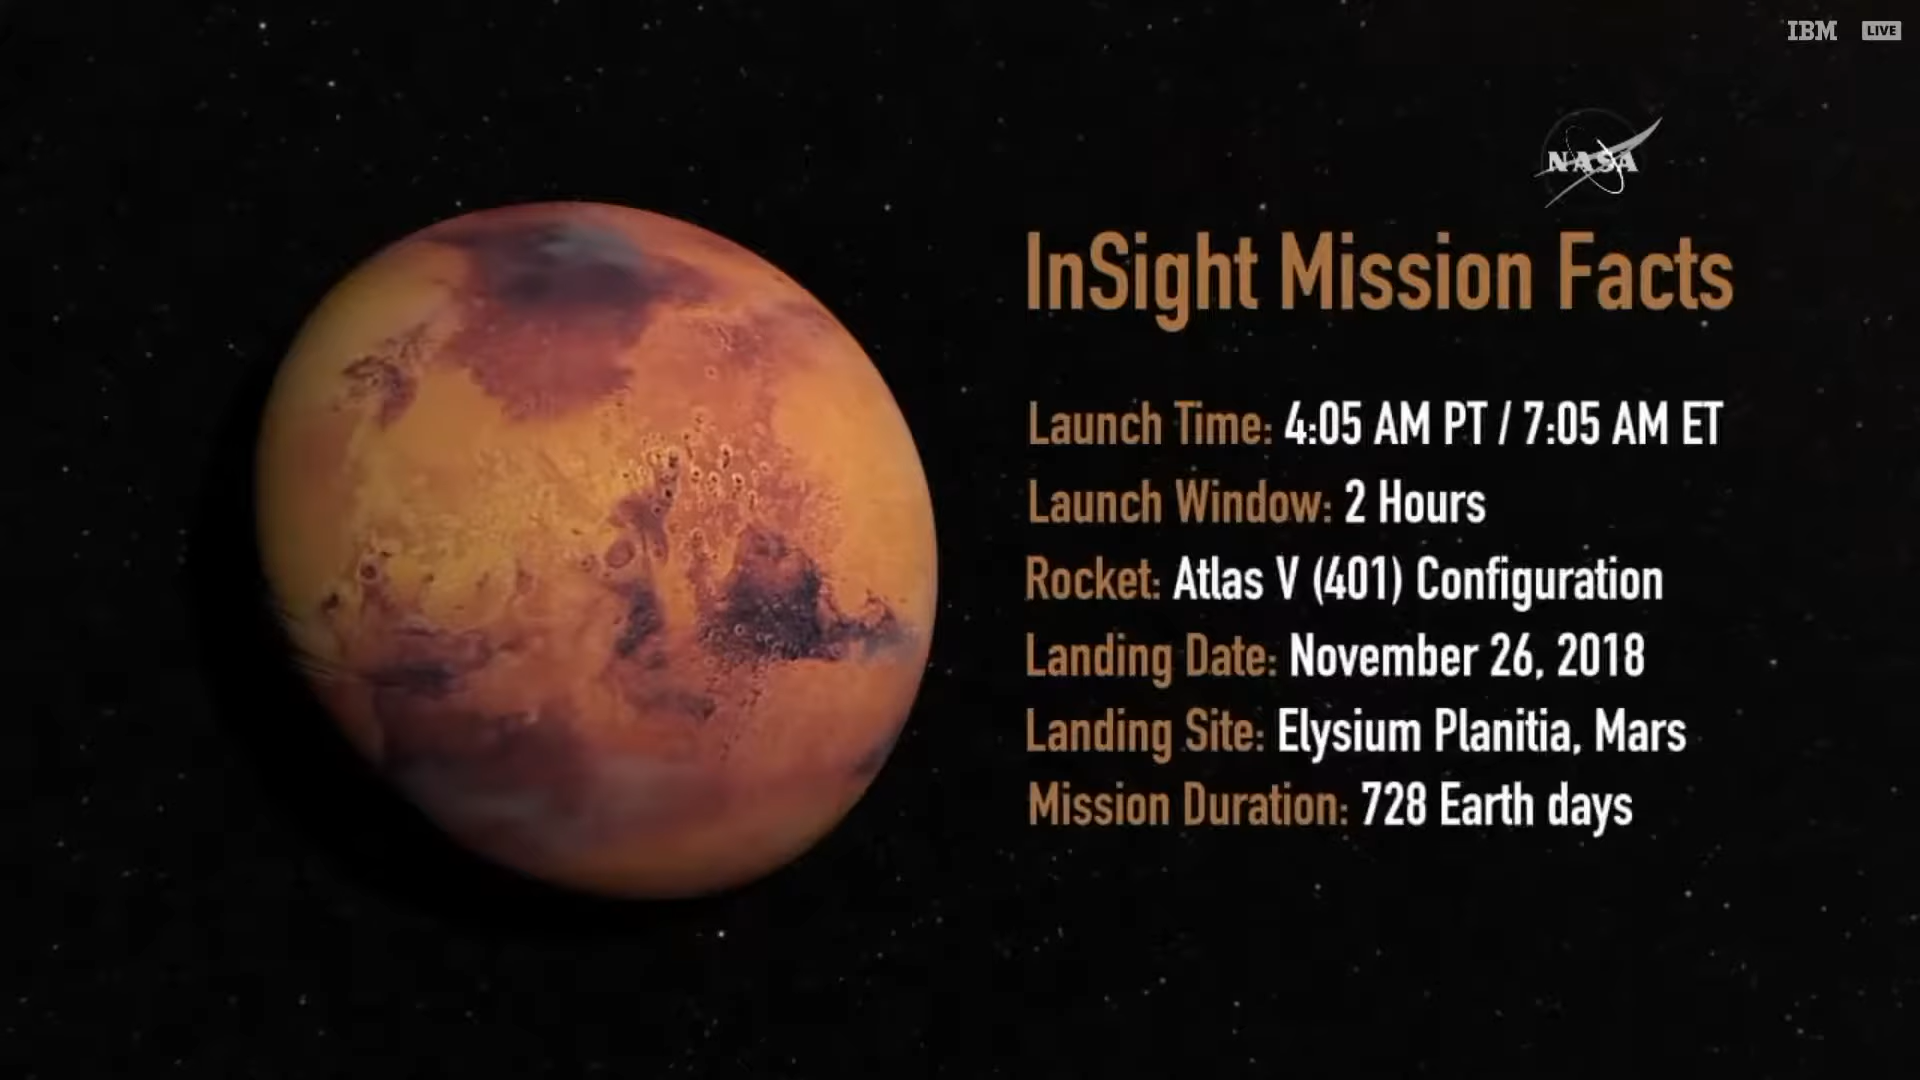 IBM LIVE
NASA
InSight Mission Facts
Launch Time: 4:05 AM PT / 7:05 AM ET
Launch Window: 2 Hours
Rocket: Atlas V (401) Configuration
Landing Date: November 26, 2018
Landing Site: Elysium Planitia, Mars
Mission Duration: 728 Earth days